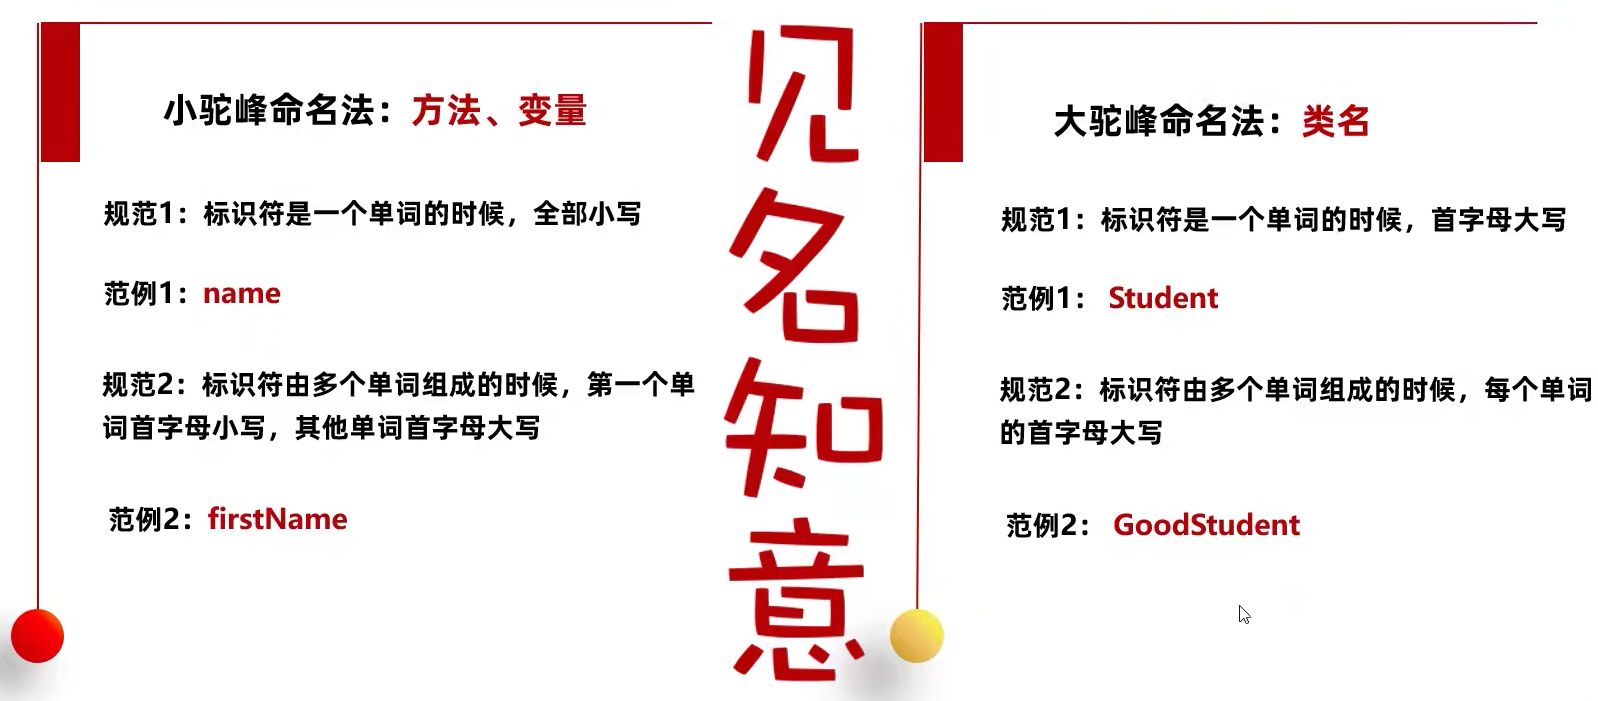 小驼峰命名法：方法、变量
规范1：标识符是一个单词的时候，全部小写
范例1：name
规范2：标识符由多个单词组成的时候，第一个单
词首字母小写，其他单词首字母大写
范例2：firstName
见
名
知
意
大驼峰命名法：类名
规范1：标识符是一个单词的时候，首字母大写
范例1： Student
规范2：标识符由多个单词组成的时候，每个单词
的首字母大写
范例2： GoodStudent